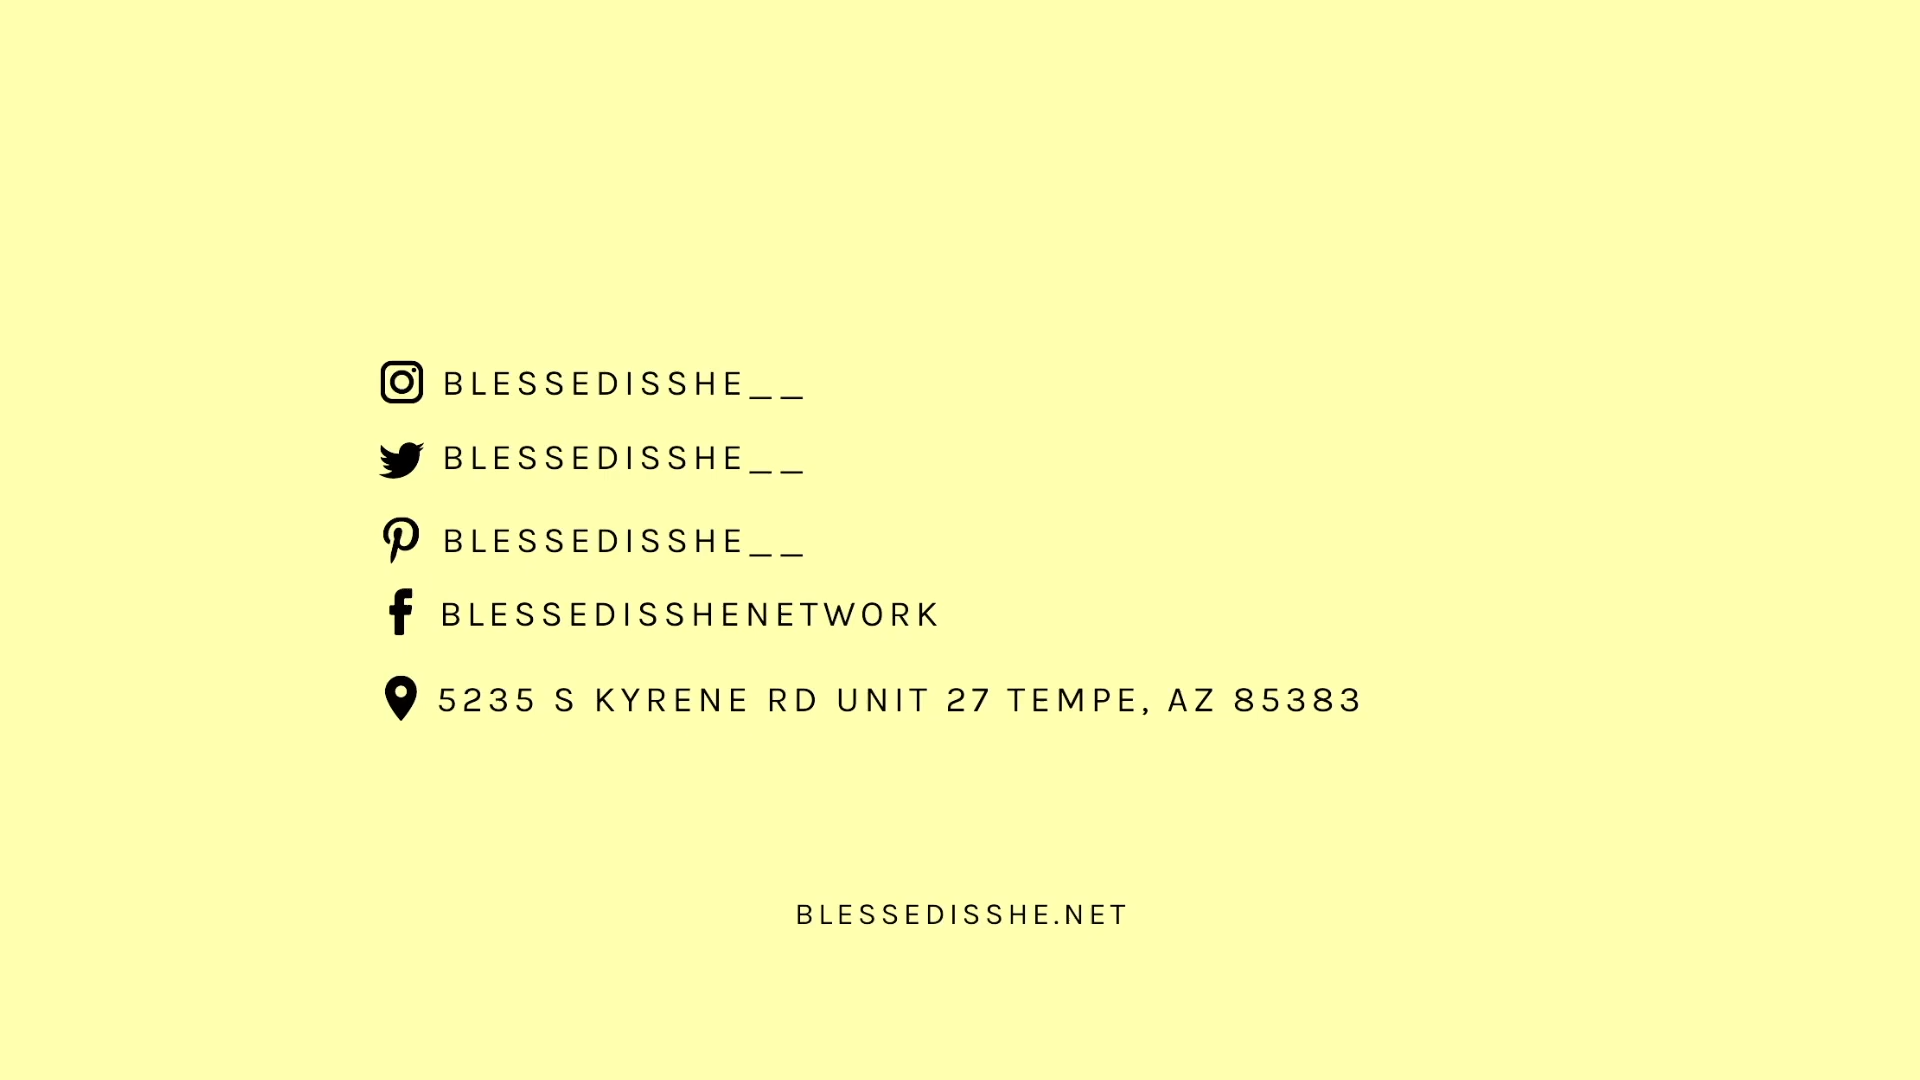 BLESSEDISSHE__
BLESSEDISSHE__
BLESSEDISSHE__
BLESSEDISSHENETWORK
5235 S KYRENE RD UNIT 27 TEMPE, AZ 85383
BLESSEDISSHE.NET